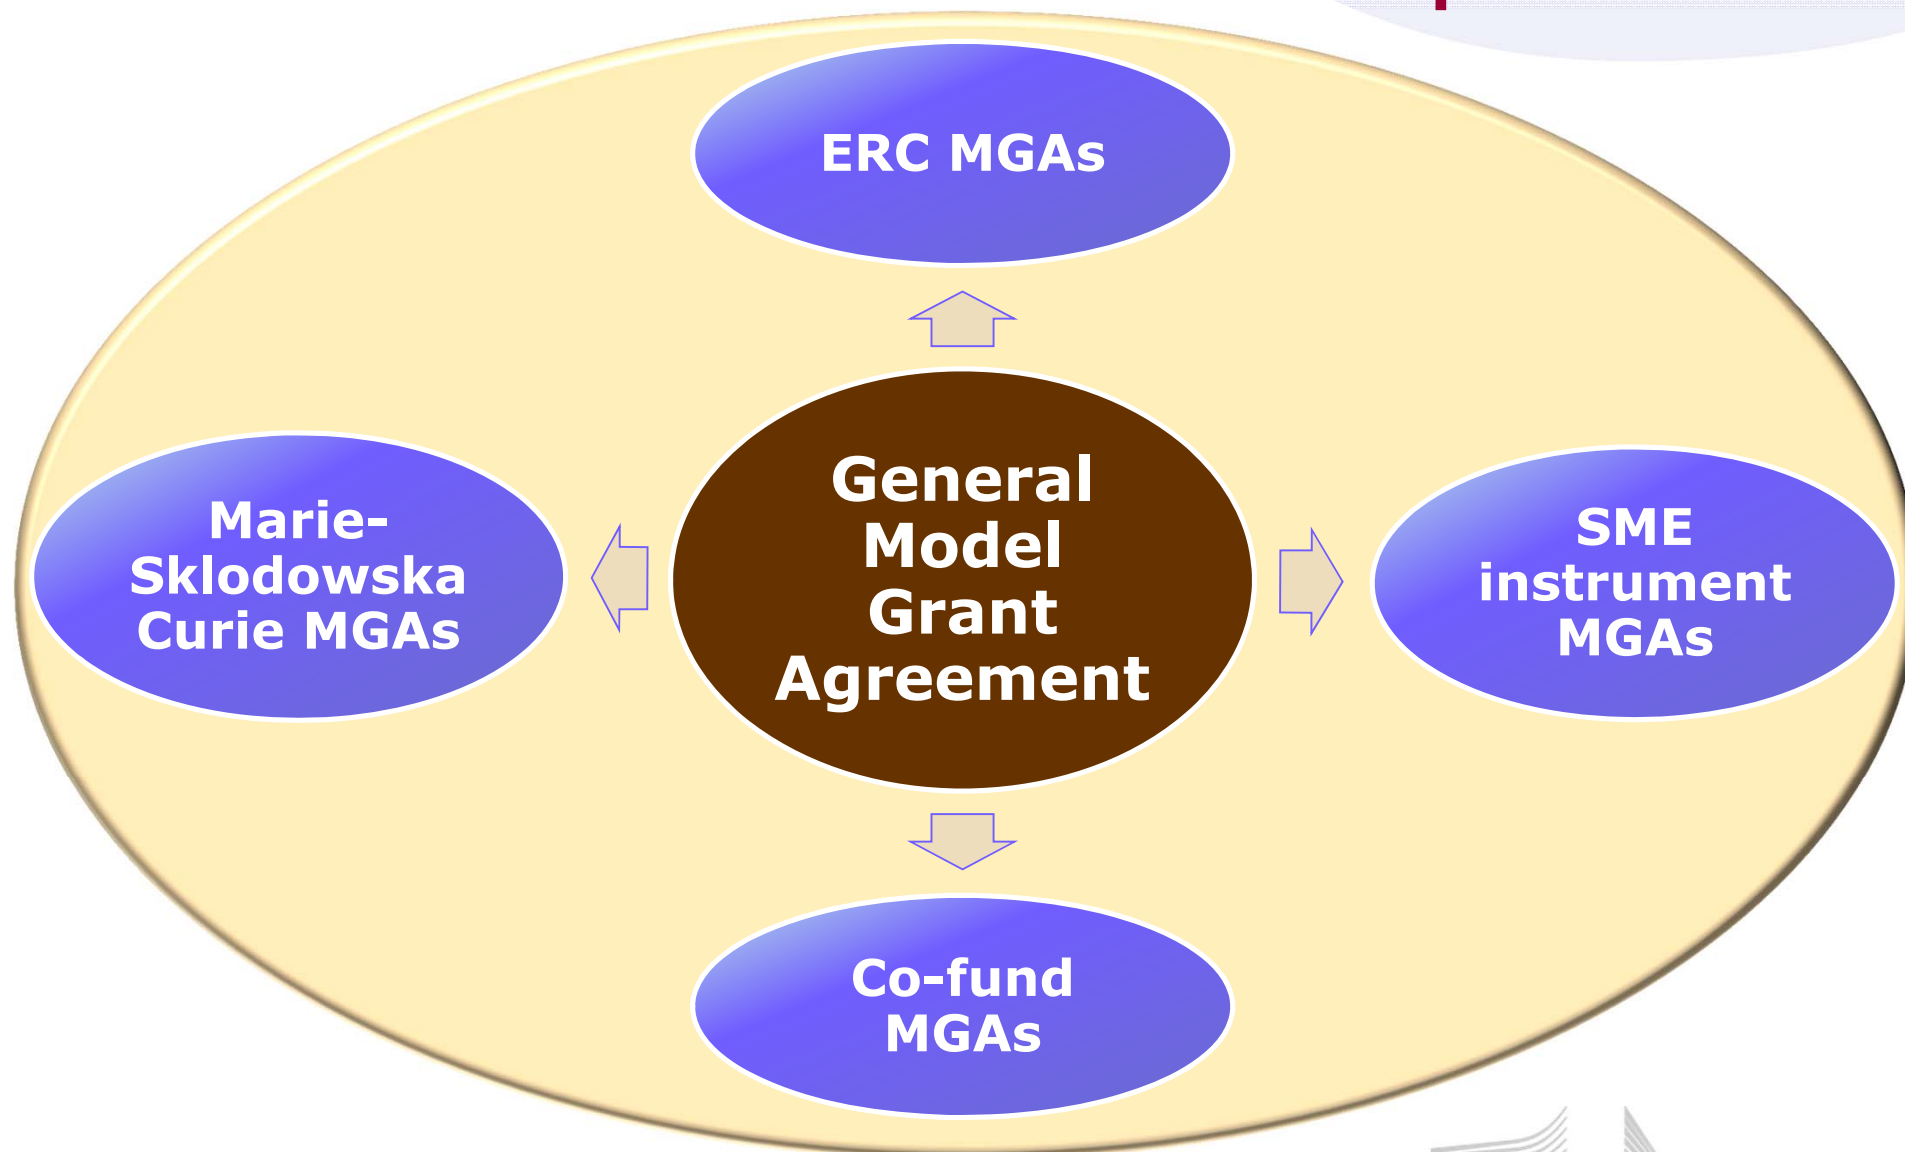 ERC MGAs
General
Model
Grant
Agreement
Marie-
Sklodowska
Curie MGAs
SME
instrument
MGAs
Co-fund
MGAs